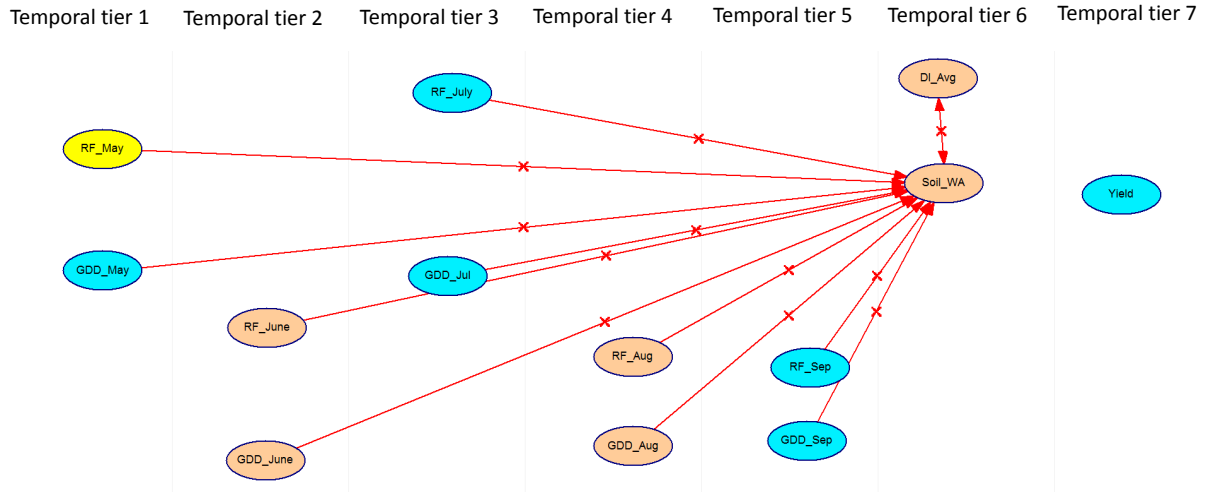 Temporal tier 1 Temporal tier 2 Temporal tier 3 Temporal tier 4 Temporal tier 5 Temporal tier 6 Temporal tier 7
DI_Avg
RF_July
RF_May
Soil_WA
Yield
GDD_May
GDD_Jul
RF_June
RF_Aug
RF_Sep
GDD_Sep
GDD_Aug
GDD_June